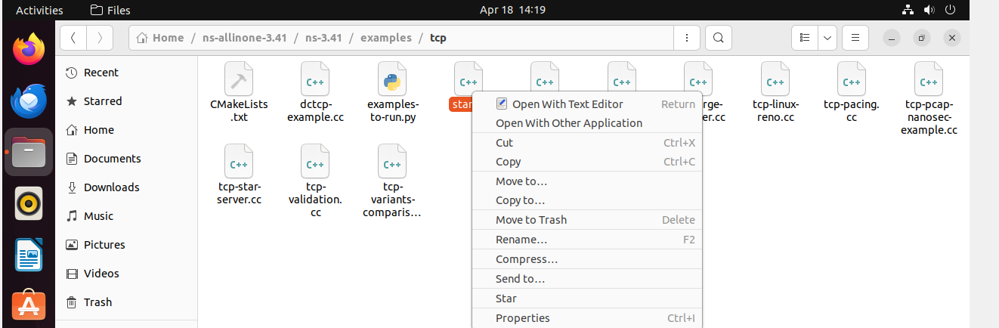 Activities Files Apr 18 14:19
Home / ns-allinone-3.41 / ns-3.41 / examples / tcp
Recent
Starred
Home
Documents
Downloads
Music
Pictures
Videos
Trash
CMakeLists
.txt
dctcp-
example.cc
examples-
to-run.py
star
rge-
er.cc
tcp-linux-
reno.cc
tcp-pacing.
cc
tcp-pcap-
nanosec-
example.cc
tcp-star-
server.cc
tcp-
validation.
cc
tcp-
variants-
comparis...
C++
C++
C++
C++
C++
C++
C++
C++
C++
C++
C++
Open With Text Editor Return
Open With Other Application
Cut Ctrl+X
Copy Ctrl+C
Move to...
Copy to...
Move to Trash Delete
Rename... F2
Compress...
Send to...
Star
Properties Ctrl+I